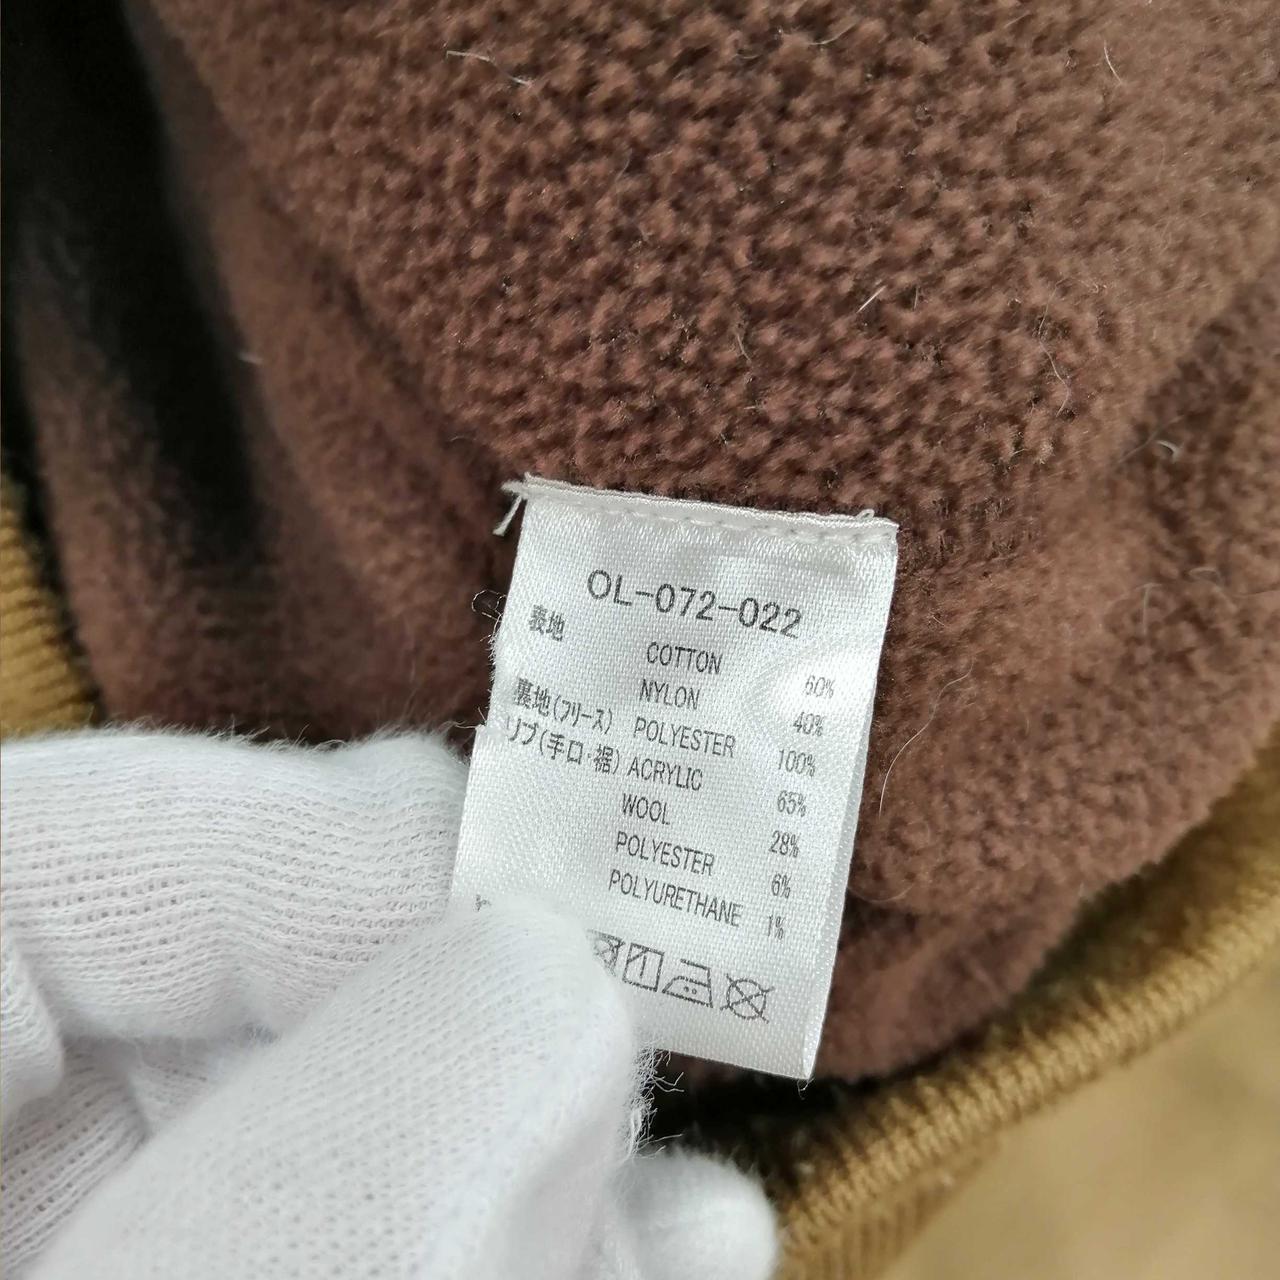 OL-072-022
表地 COTTON 60%
NYLON 40%
裏地(フリース) POLYESTER 100%
リブ(手口・裾) ACRYLIC 65%
WOOL 28%
POLYESTER 6%
POLYURETHANE 1%